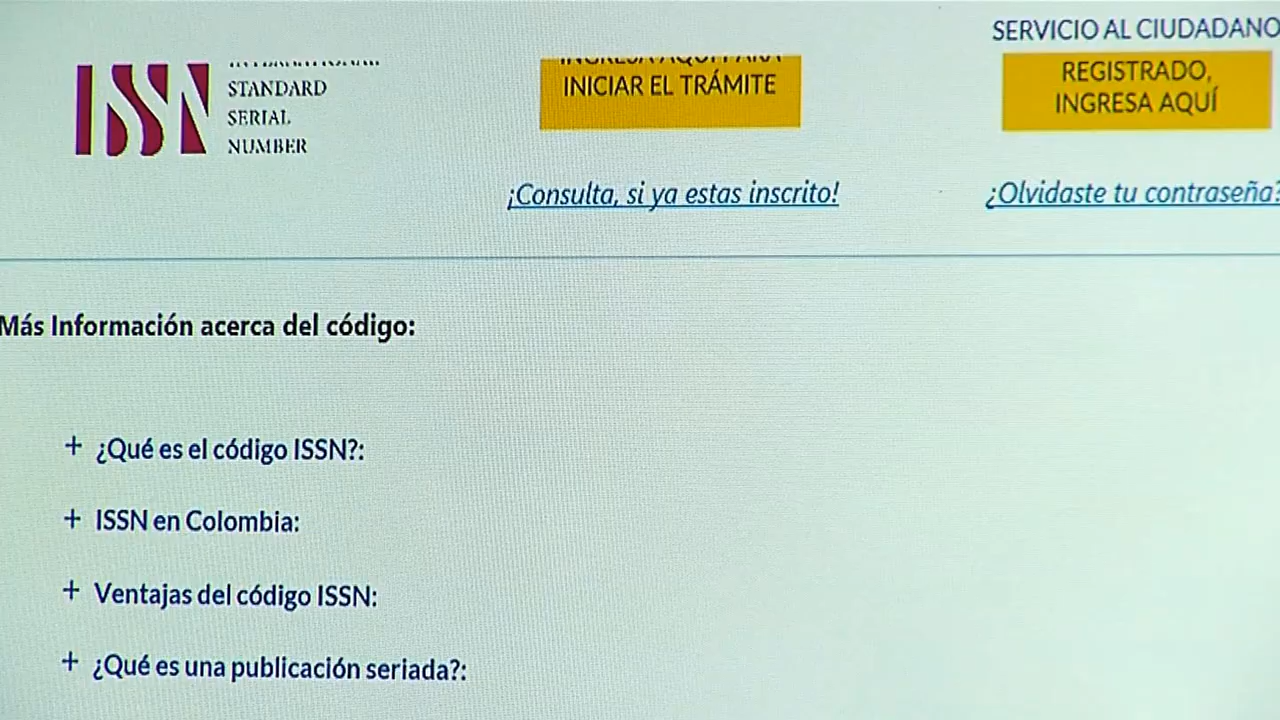 ISSN
STANDARD
SERIAL
NUMBER
INICIAR EL TRÁMITE
SERVICIO AL CIUDADANO
REGISTRADO,
INGRESA AQUÍ
¡Consulta, si ya estas inscrito!
¿Olvidaste tu contraseña?
Más Información acerca del código:
+ ¿Qué es el código ISSN?:
+ ISSN en Colombia:
+ Ventajas del código ISSN:
+ ¿Qué es una publicación seriada?: